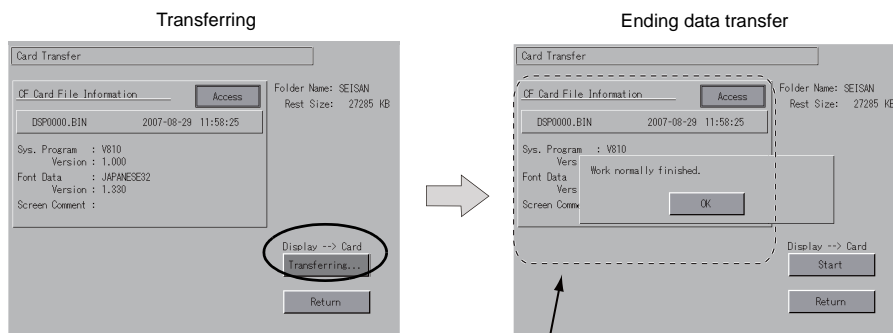 Transferring
Card Transfer
CF Card File Information
Access
Folder Name: SEISAN
Rest Size: 27285 KB
DSP0000.BIN 2007-08-29 11:58:25
Sys. Program : V810
Version : 1.000
Font Data : JAPANESE32
Version : 1.330
Screen Comment :
Display --> Card
Transferring...
Return
Ending data transfer
Card Transfer
CF Card File Information
Access
Folder Name: SEISAN
Rest Size: 27285 KB
DSP0000.BIN 2007-08-29 11:58:25
Sys. Program : V810
Vers
Font Data
Vers
Screen Comme
Work normally finished.
OK
Display --> Card
Start
Return